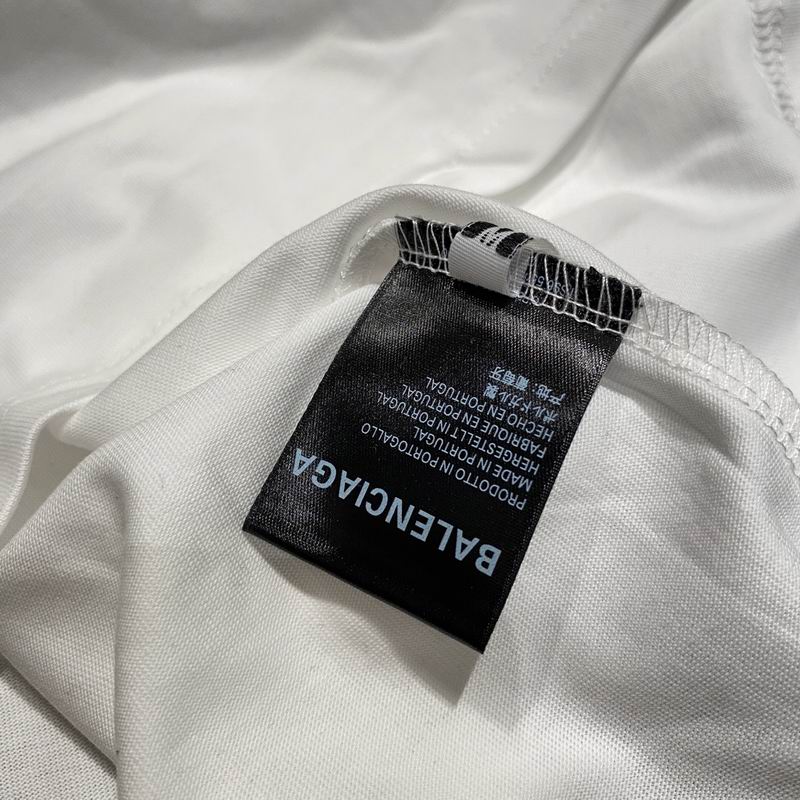 BALENCIAGA
PRODOTTO IN PORTOGALLO
MADE IN PORTUGAL
HERGESTELLT IN PORTUGAL
FABRIQUE EN PORTUGAL
HECHO EN PORTUGAL
ポルトガル製
产地: 葡萄牙